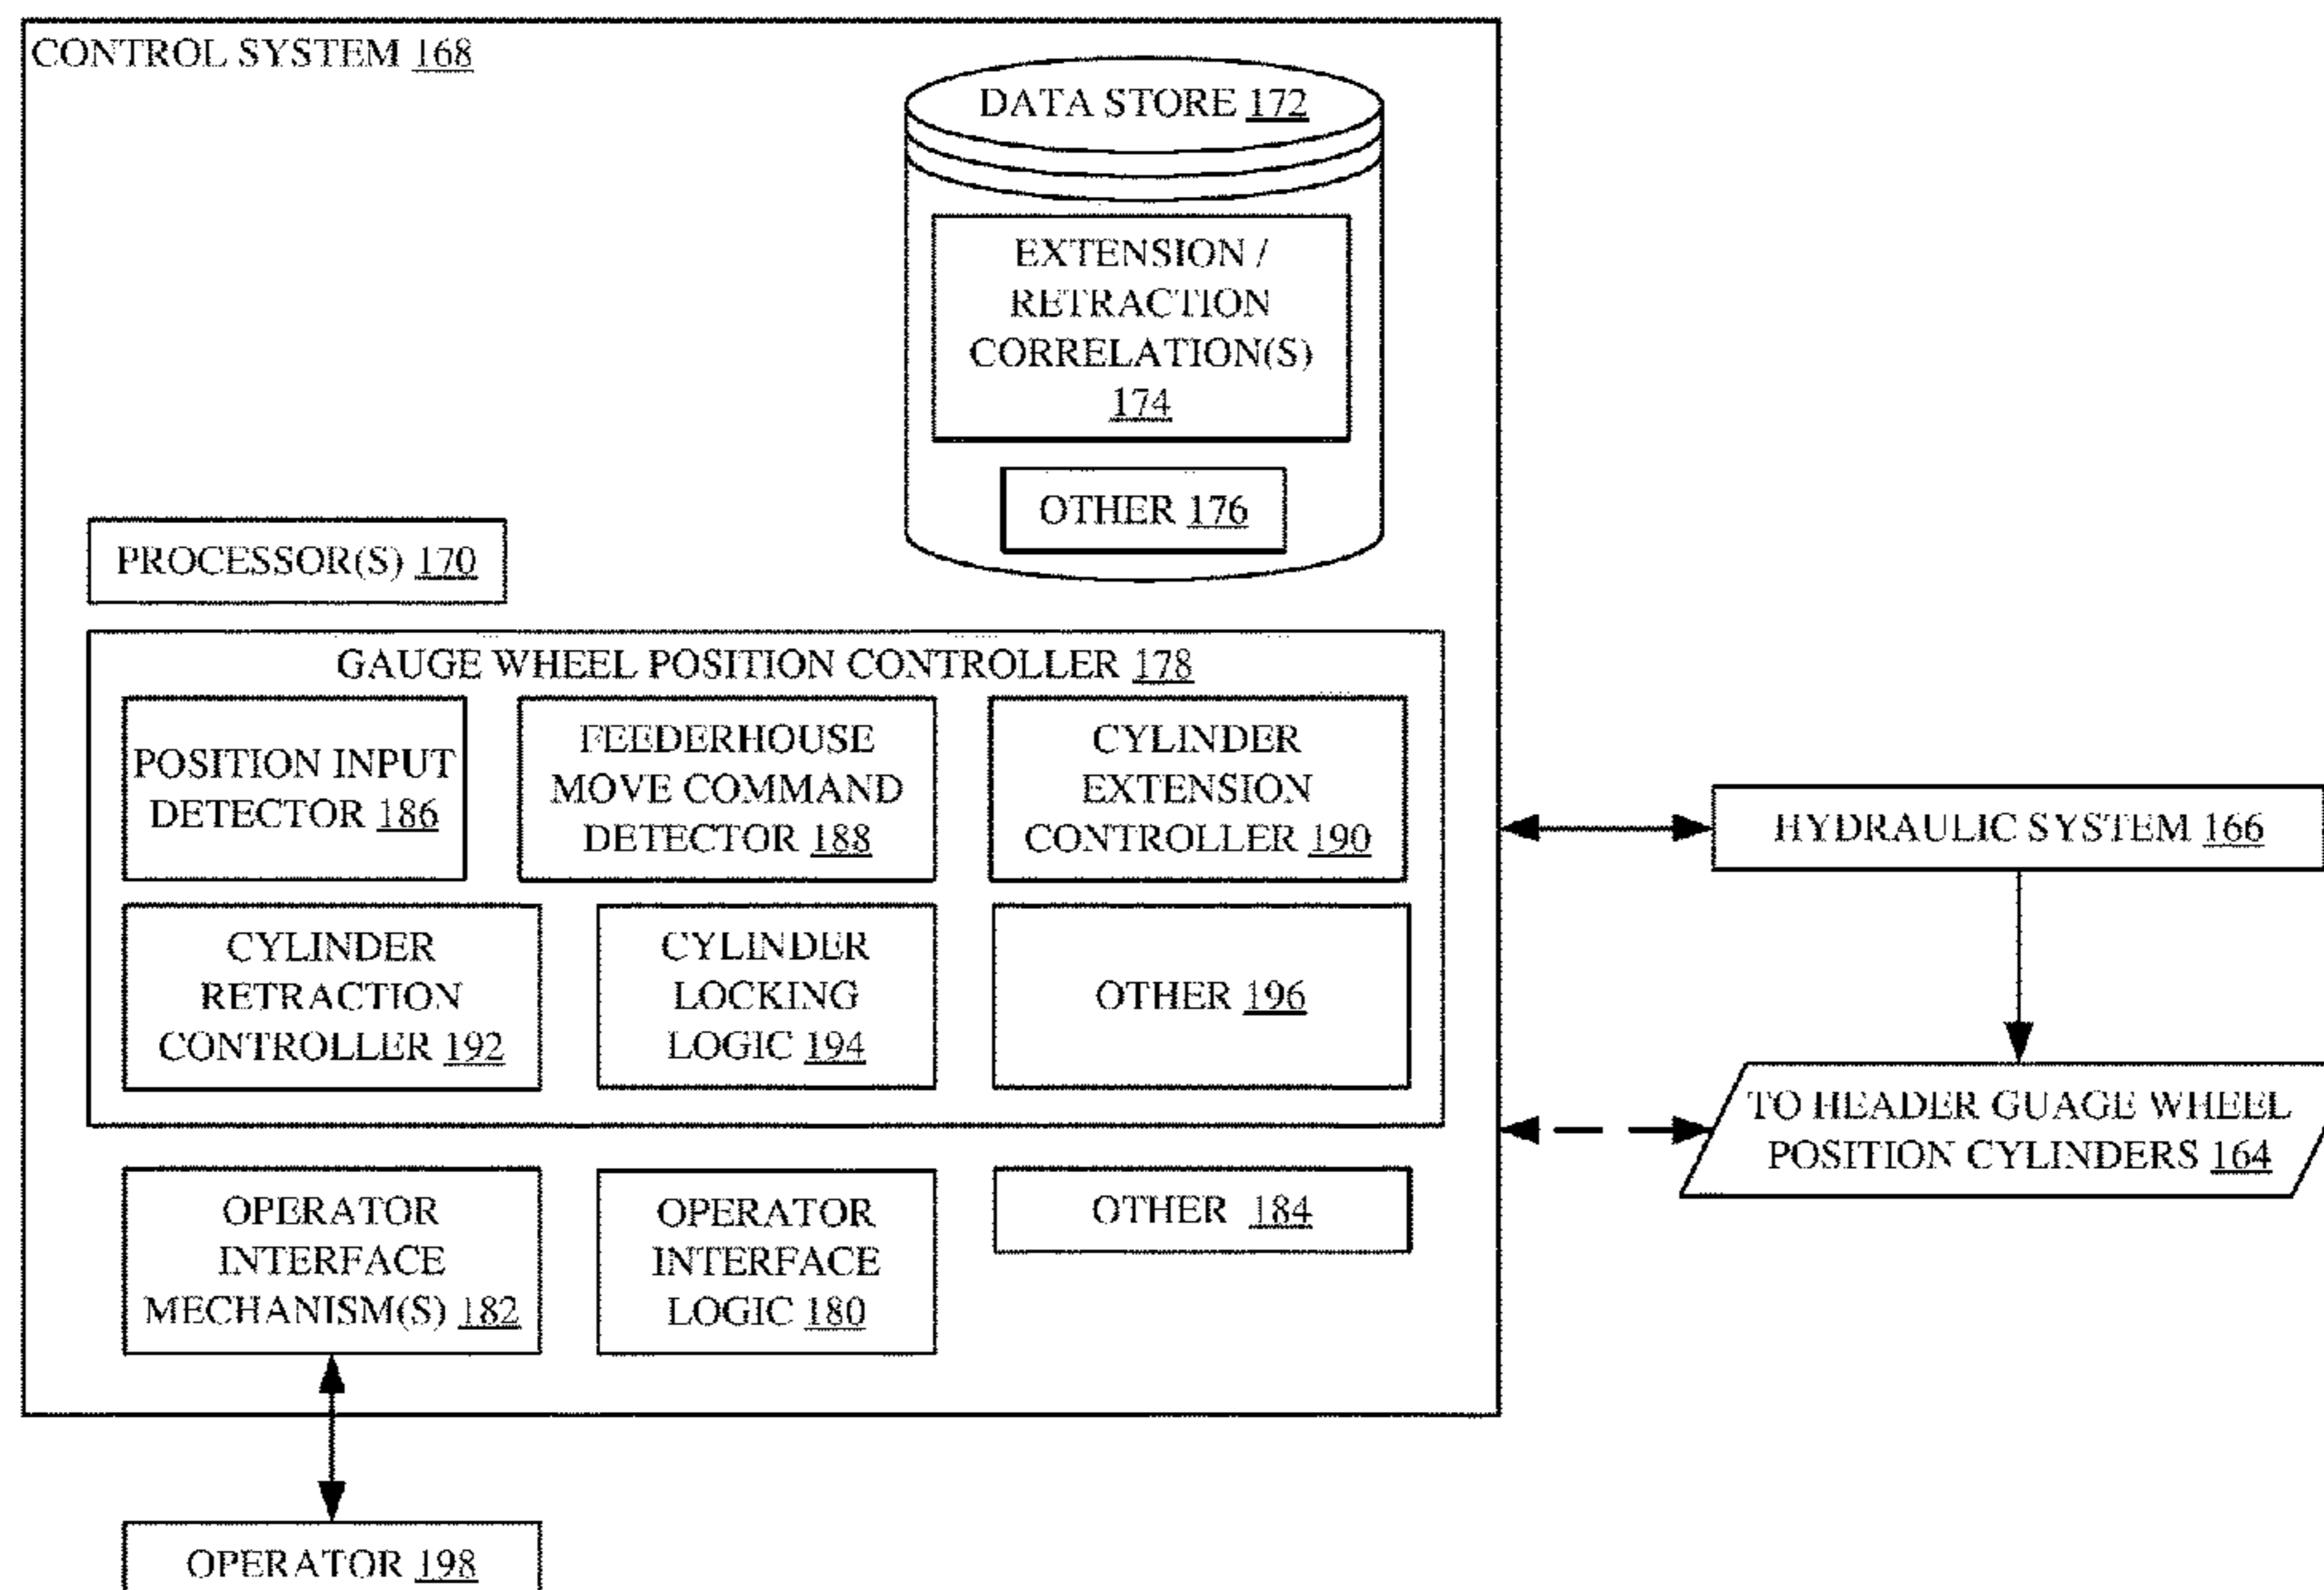 CONTROL SYSTEM 168
DATA STORE 172
EXTENSION /
RETRACTION
CORRELATION(S)
174
OTHER 176
PROCESSOR(S) 170
GAUGE WHEEL POSITION CONTROLLER 178
POSITION INPUT
DETECTOR 186
FEEDERHOUSE
MOVE COMMAND
DETECTOR 188
CYLINDER
EXTENSION
CONTROLLER 190
CYLINDER
RETRACTION
CONTROLLER 192
CYLINDER
LOCKING
LOGIC 194
OTHER 196
OPERATOR
INTERFACE
MECHANISM(S) 182
OPERATOR
INTERFACE
LOGIC 180
OTHER 184
HYDRAULIC SYSTEM 166
TO HEADER GUAGE WHEEL
POSITION CYLINDERS 164
OPERATOR 198